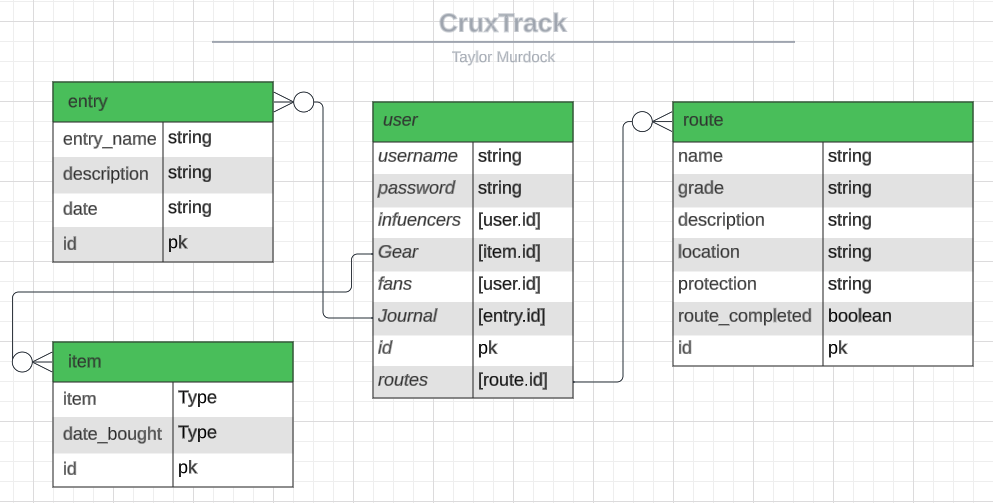 CruxTrack
Taylor Murdock
entry
entry_name string
description string
date string
id pk
user
username string
password string
infuencers [user.id]
Gear [item.id]
fans [user.id]
Journal [entry.id]
id pk
routes [route.id]
route
name string
grade string
description string
location string
protection string
route_completed boolean
id pk
item
item Type
date_bought Type
id pk